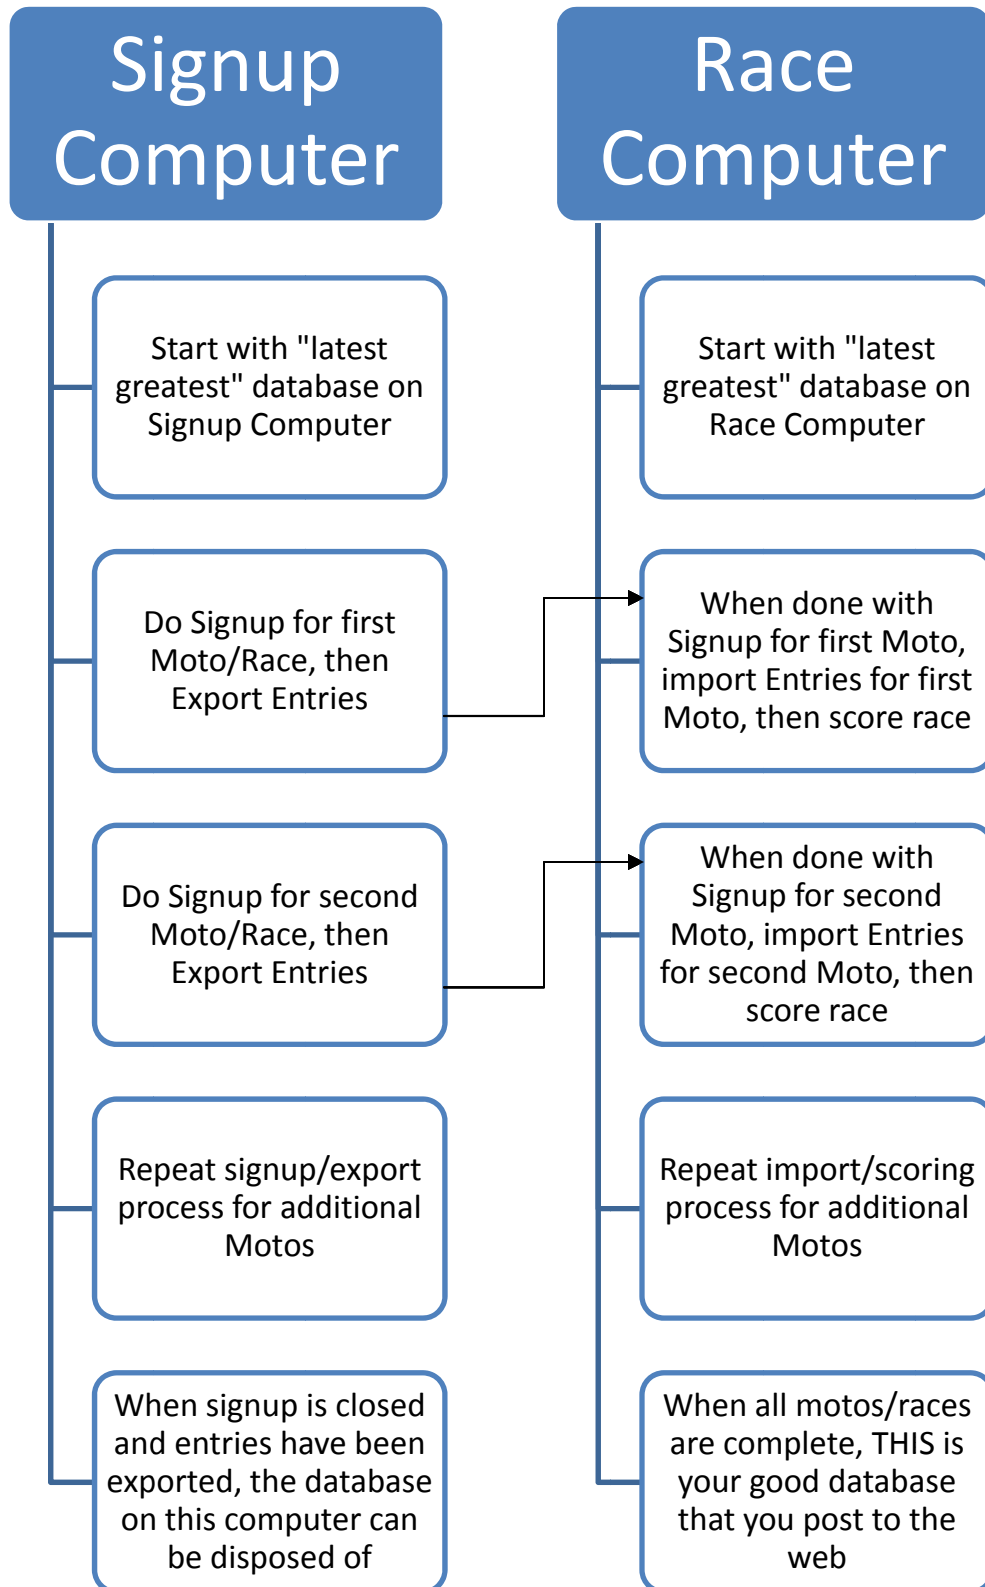 Signup
Computer
Start with "latest
greatest" database on
Signup Computer
Do Signup for first
Moto/Race, then
Export Entries
Do Signup for second
Moto/Race, then
Export Entries
Repeat signup/export
process for additional
Motos
When signup is closed
and entries have been
exported, the database
on this computer can
be disposed of
Race
Computer
Start with "latest
greatest" database on
Race Computer
When done with
Signup for first Moto,
import Entries for first
Moto, then score race
When done with
Signup for second
Moto, import Entries
for second Moto, then
score race
Repeat import/scoring
process for additional
Motos
When all motos/races
are complete, THIS is
your good database
that you post to the
web